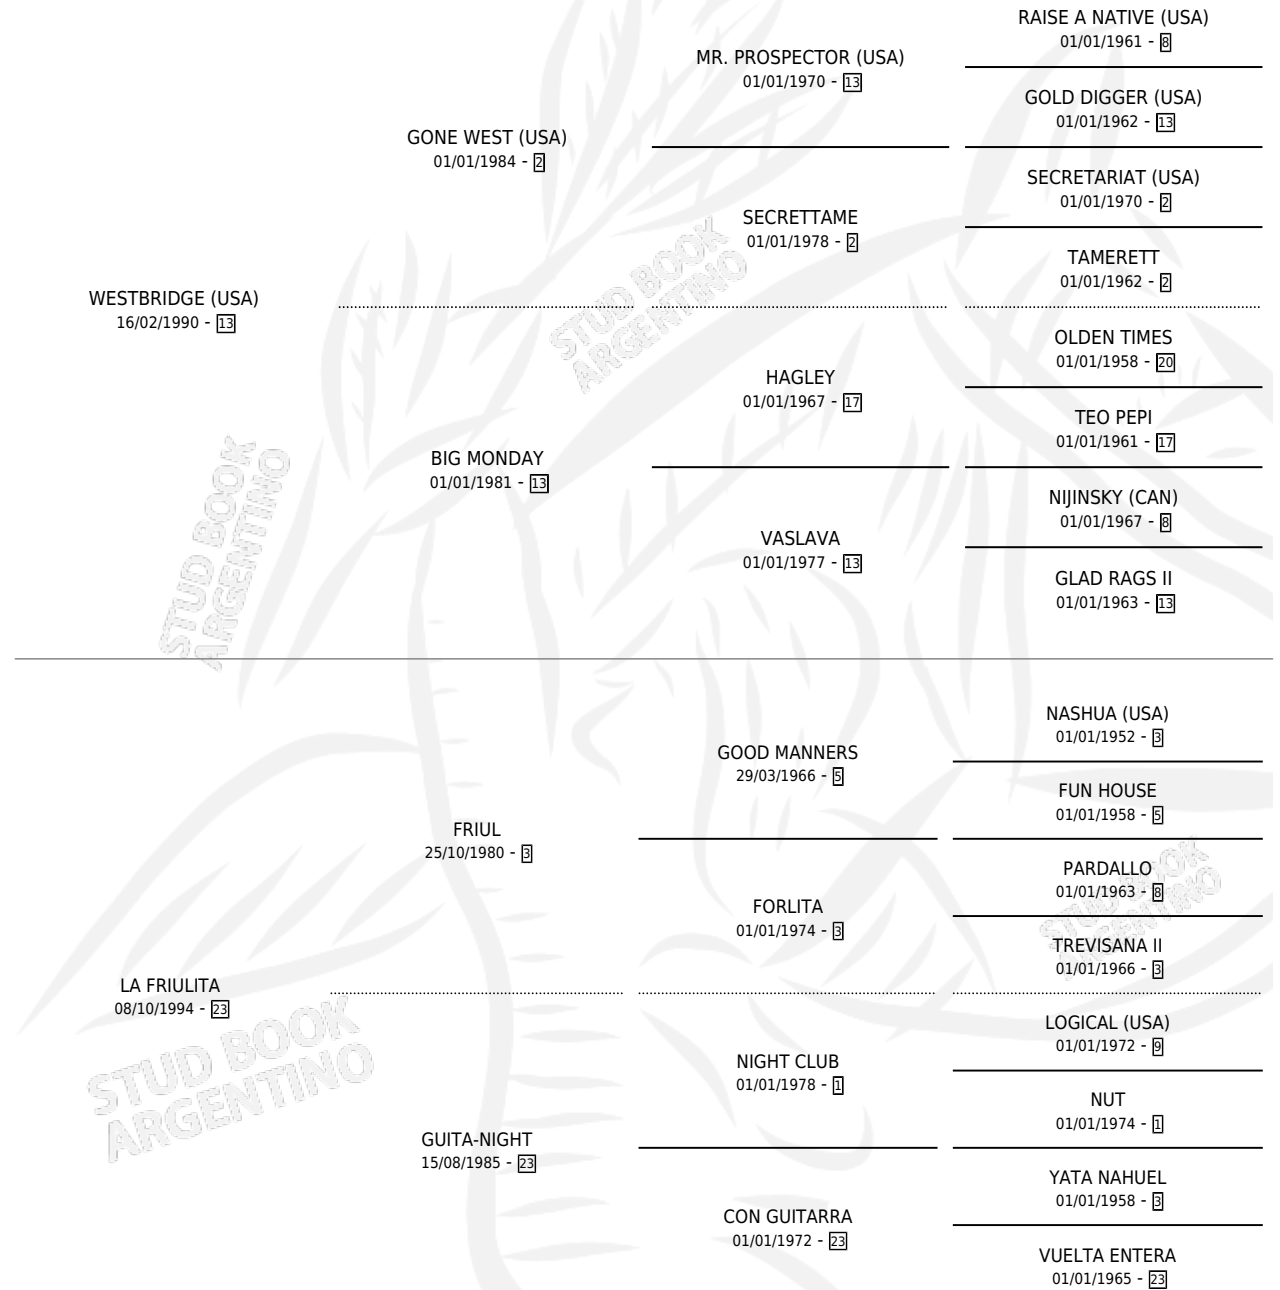 RAISE A NATIVE (USA)
01/01/1961 - 8
MR. PROSPECTOR (USA)
01/01/1970 - 13
GOLD DIGGER (USA)
01/01/1962 - 13
GONE WEST (USA)
01/01/1984 - 2
SECRETARIAT (USA)
01/01/1970 - 2
SECRETTAME
01/01/1978 - 2
TAMERETT
01/01/1962 - 2
WESTBRIDGE (USA)
16/02/1990 - 13
OLDEN TIMES
01/01/1958 - 20
HAGLEY
01/01/1967 - 17
TEO PEPI
01/01/1961 - 17
BIG MONDAY
01/01/1981 - 13
NIJINSKY (CAN)
01/01/1967 - 8
VASLAVA
01/01/1977 - 13
GLAD RAGS II
01/01/1963 - 13
NASHUA (USA)
01/01/1952 - 3
GOOD MANNERS
29/03/1966 - 5
FUN HOUSE
01/01/1958 - 5
FRIUL
25/10/1980 - 3
PARDALLO
01/01/1963 - 8
FORLITA
01/01/1974 - 3
TREVISANA II
01/01/1966 - 3
LA FRIULITA
08/10/1994 - 23
LOGICAL (USA)
01/01/1972 - 9
NIGHT CLUB
01/01/1978 - 1
NUT
01/01/1974 - 1
GUITA-NIGHT
15/08/1985 - 23
YATA NAHUEL
01/01/1958 - 3
CON GUITARRA
01/01/1972 - 23
VUELTA ENTERA
01/01/1965 - 23
STUD BOOK
ARGENTINO
STUD BOOK
ARGENTINO
STUD BOOK
ARGENTINO
STUD BOOK
ARGENTINO